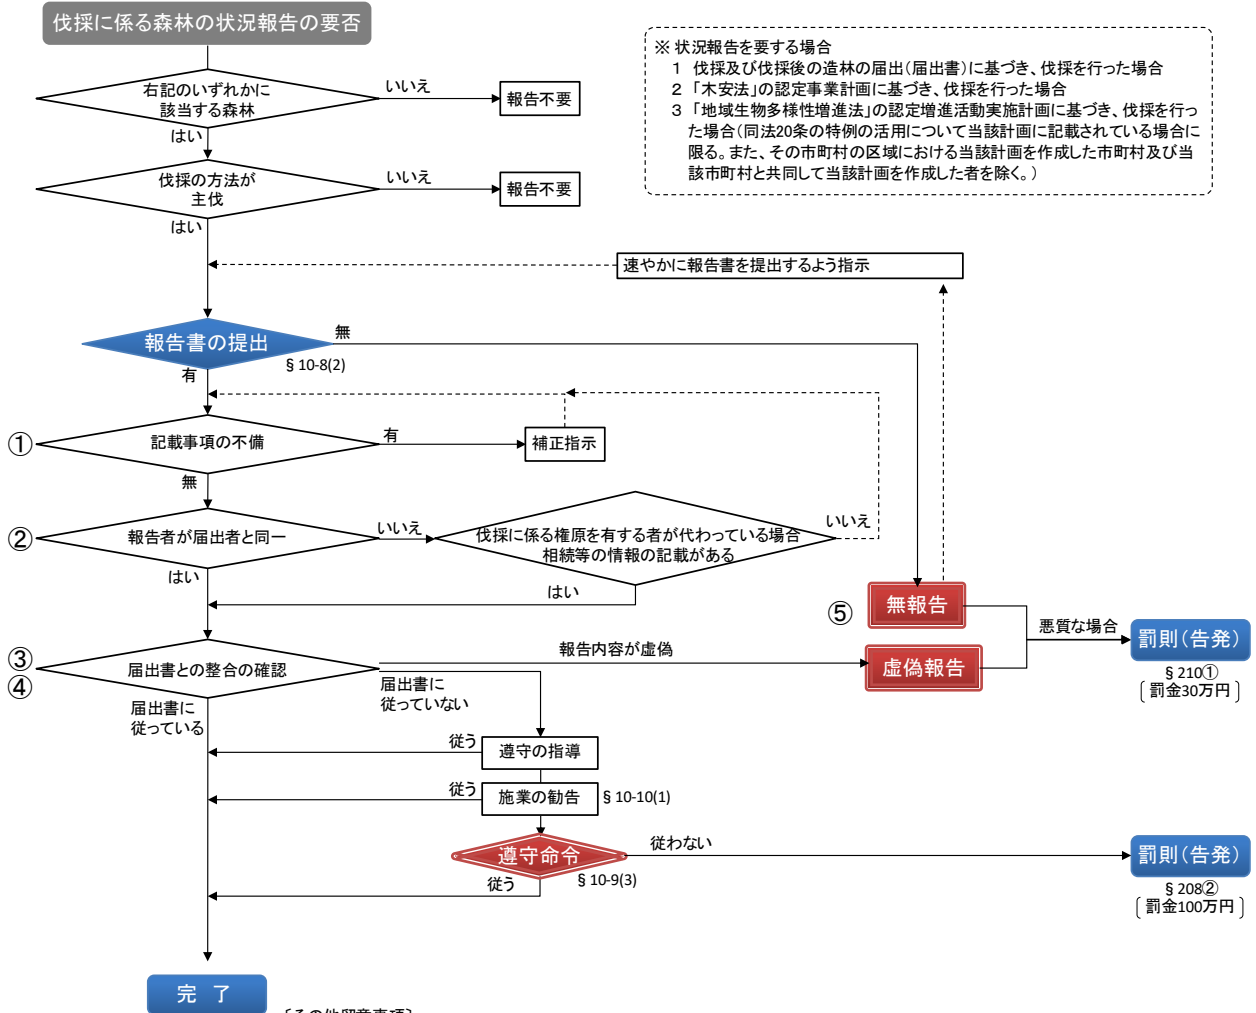 伐採に係る森林の状況報告の要否
※ 状況報告を要する場合
1 伐採及び伐採後の造林の届出(届出書)に基づき、伐採を行った場合
2 「木安法」の認定事業計画に基づき、伐採を行った場合
3 「地域生物多様性増進法」の認定増進活動実施計画に基づき、伐採を行っ
た場合(同法20条の特例の活用について当該計画に記載されている場合に
限る。また、その市町村の区域における当該計画を作成した市町村及び当
該市町村と共同して当該計画を作成した者を除く。)
右記のいずれかに
該当する森林
いいえ
報告不要
はい
伐採の方法が
主伐
いいえ
報告不要
はい
速やかに報告書を提出するよう指示
報告書の提出
無
§10-8(2)
有
①
記載事項の不備
有
補正指示
無
②
報告者が届出者と同一
いいえ
伐採に係る権原を有する者が代わっている場合
相続等の情報の記載がある
いいえ
はい
はい
⑤
無報告
悪質な場合
罰則(告発)
§210①
〔罰金30万円〕
③
④
届出書との整合の確認
報告内容が虚偽
虚偽報告
届出書に
従っていない
届出書に
従っている
従う
遵守の指導
従う
施業の勧告
§10-10(1)
遵守命令
従わない
§10-9(3)
従う
罰則(告発)
§208②
〔罰金100万円〕
完 了
〔その他留意事項〕